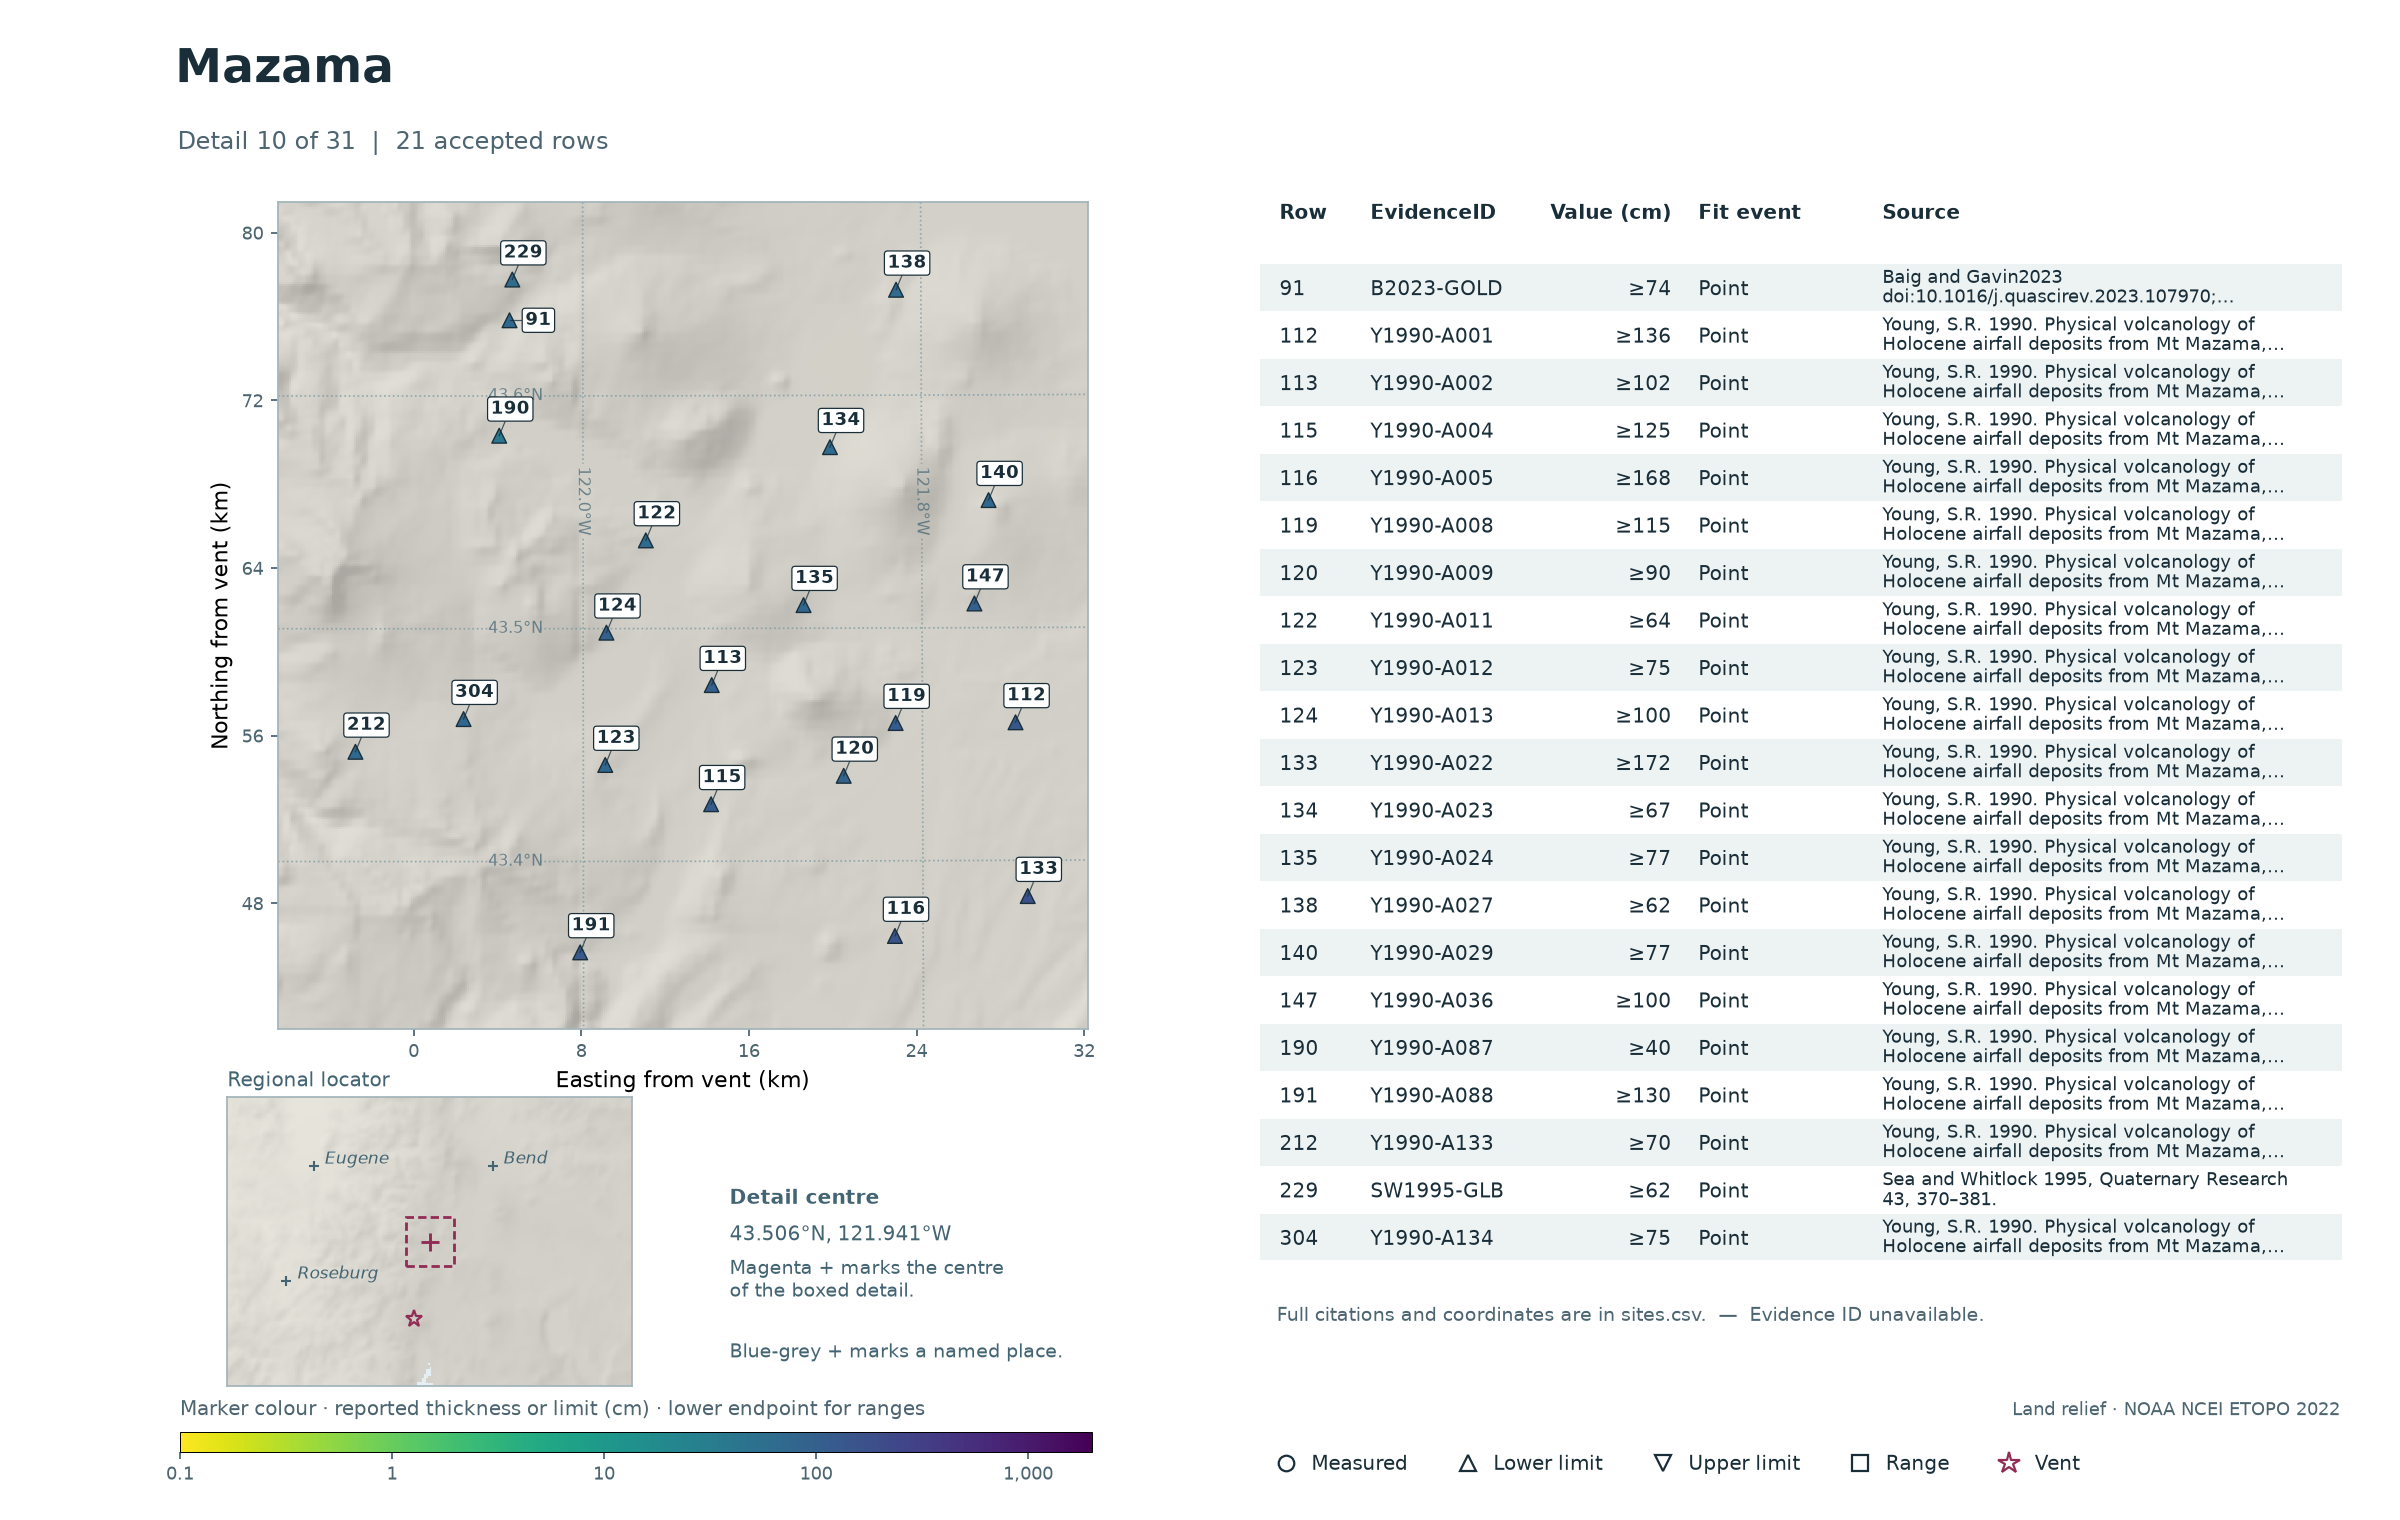 Mazama
Detail 10 of 31 | 21 accepted rows
80
72
64
56
48
Northing from vent (km)
229
138
91
43.6°N
190
134
122.0°W
121.8°W
140
122
135
147
124
43.5°N
113
304
119
112
212
123
120
115
43.4°N
133
116
191
0
8
16
24
32
Easting from vent (km)
Regional locator
Eugene
Bend
Roseburg
Detail centre
43.506°N, 121.941°W
Magenta + marks the centre
of the boxed detail.
Blue-grey + marks a named place.
Marker colour · reported thickness or limit (cm) · lower endpoint for ranges
0.1
1
10
100
1,000
Row EvidenceID Value (cm) Fit event Source
91 B2023-GOLD ≥74 Point Baig and Gavin2023
doi:10.1016/j.quascirev.2023.107970;…
112 Y1990-A001 ≥136 Point Young, S.R. 1990. Physical volcanology of
Holocene airfall deposits from Mt Mazama,…
113 Y1990-A002 ≥102 Point Young, S.R. 1990. Physical volcanology of
Holocene airfall deposits from Mt Mazama,…
115 Y1990-A004 ≥125 Point Young, S.R. 1990. Physical volcanology of
Holocene airfall deposits from Mt Mazama,…
116 Y1990-A005 ≥168 Point Young, S.R. 1990. Physical volcanology of
Holocene airfall deposits from Mt Mazama,…
119 Y1990-A008 ≥115 Point Young, S.R. 1990. Physical volcanology of
Holocene airfall deposits from Mt Mazama,…
120 Y1990-A009 ≥90 Point Young, S.R. 1990. Physical volcanology of
Holocene airfall deposits from Mt Mazama,…
122 Y1990-A011 ≥64 Point Young, S.R. 1990. Physical volcanology of
Holocene airfall deposits from Mt Mazama,…
123 Y1990-A012 ≥75 Point Young, S.R. 1990. Physical volcanology of
Holocene airfall deposits from Mt Mazama,…
124 Y1990-A013 ≥100 Point Young, S.R. 1990. Physical volcanology of
Holocene airfall deposits from Mt Mazama,…
133 Y1990-A022 ≥172 Point Young, S.R. 1990. Physical volcanology of
Holocene airfall deposits from Mt Mazama,…
134 Y1990-A023 ≥67 Point Young, S.R. 1990. Physical volcanology of
Holocene airfall deposits from Mt Mazama,…
135 Y1990-A024 ≥77 Point Young, S.R. 1990. Physical volcanology of
Holocene airfall deposits from Mt Mazama,…
138 Y1990-A027 ≥62 Point Young, S.R. 1990. Physical volcanology of
Holocene airfall deposits from Mt Mazama,…
140 Y1990-A029 ≥77 Point Young, S.R. 1990. Physical volcanology of
Holocene airfall deposits from Mt Mazama,…
147 Y1990-A036 ≥100 Point Young, S.R. 1990. Physical volcanology of
Holocene airfall deposits from Mt Mazama,…
190 Y1990-A087 ≥40 Point Young, S.R. 1990. Physical volcanology of
Holocene airfall deposits from Mt Mazama,…
191 Y1990-A088 ≥130 Point Young, S.R. 1990. Physical volcanology of
Holocene airfall deposits from Mt Mazama,…
212 Y1990-A133 ≥70 Point Young, S.R. 1990. Physical volcanology of
Holocene airfall deposits from Mt Mazama,…
229 SW1995-GLB ≥62 Point Sea and Whitlock 1995, Quaternary Research
43, 370–381.
304 Y1990-A134 ≥75 Point Young, S.R. 1990. Physical volcanology of
Holocene airfall deposits from Mt Mazama,…
Full citations and coordinates are in sites.csv. — Evidence ID unavailable.
Land relief · NOAA NCEI ETOPO 2022
Measured
Lower limit
Upper limit
Range
Vent